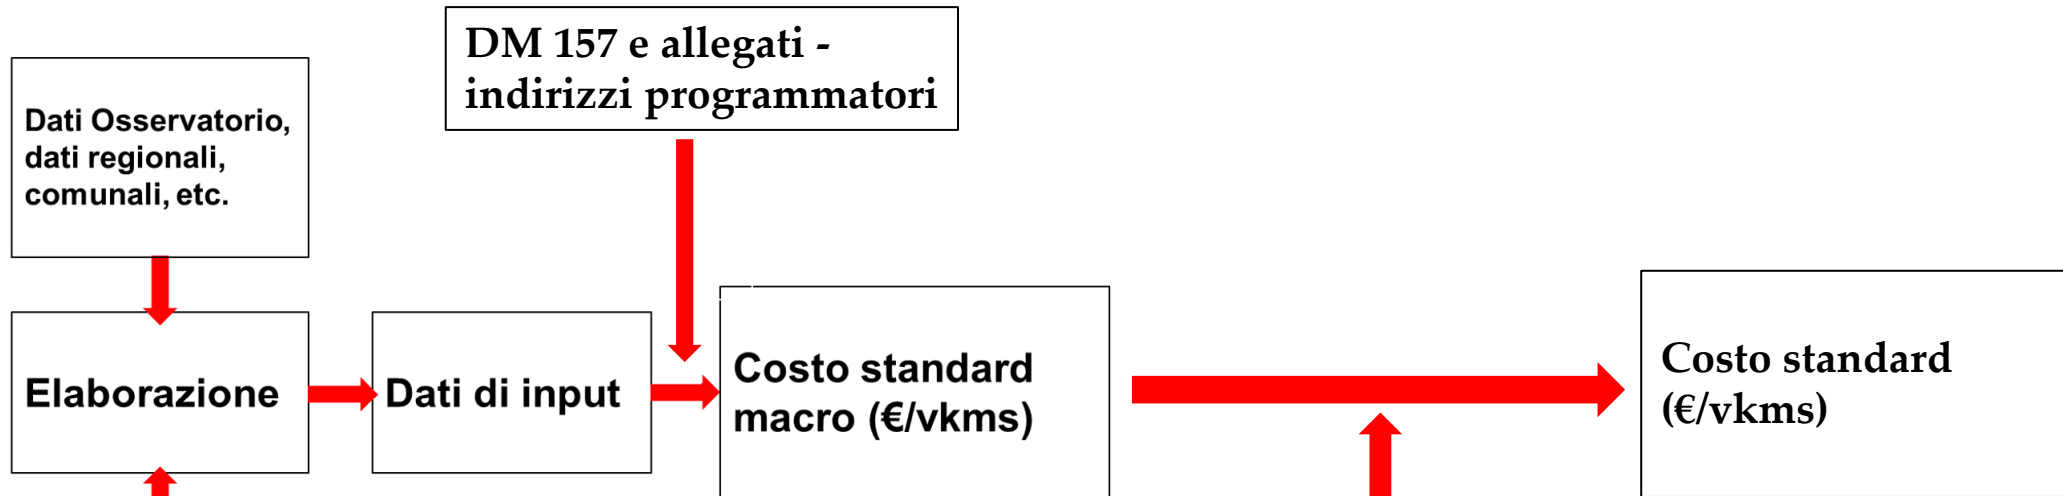 DM 157 e allegati -
indirizzi programmatori
Dati Osservatorio,
dati regionali,
comunali, etc.
Elaborazione
Dati di input
Costo standard
macro (€/vkms)
Costo standard
(€/vkms)